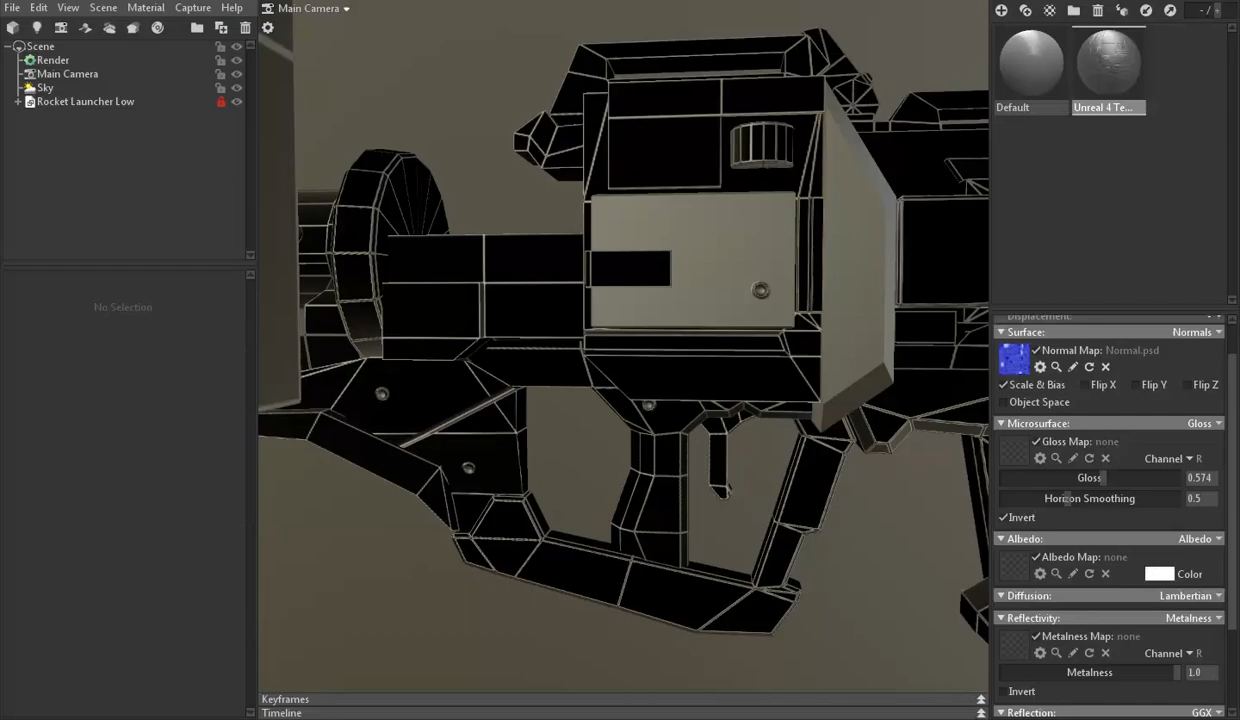 File Edit View Scene Material Capture Help
Main Camera
- /
Scene
Render
Main Camera
Sky
Rocket Launcher Low
No Selection
Default
Unreal 4 Te...
Displacement:
Surface: Normals
Normal Map: Normal.psd
Scale & Bias Flip X Flip Y Flip Z
Object Space
Microsurface: Gloss
Gloss Map: none
Channel R
Gloss 0.574
Horizon Smoothing 0.5
Invert
Albedo: Albedo
Albedo Map: none
Color
Diffusion: Lambertian
Reflectivity: Metalness
Metalness Map: none
Channel R
Metalness 1.0
Invert
Reflection: GGX
Keyframes
Timeline